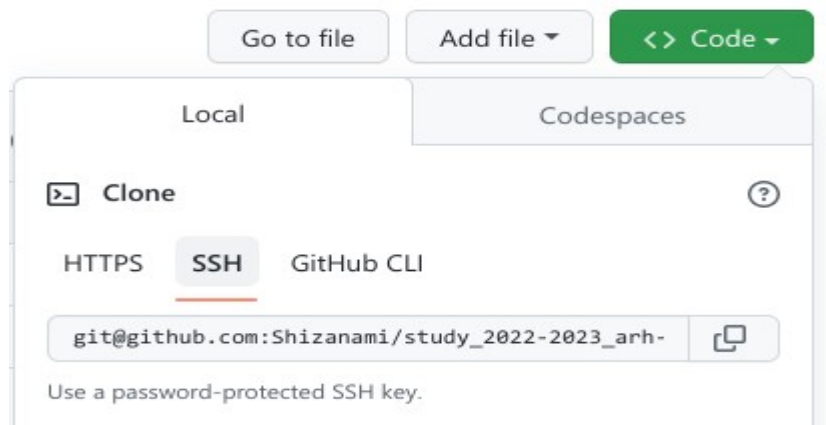 Go to file Add file <> Code
Local Codespaces
Clone
HTTPS SSH GitHub CLI
git@github.com:Shizanami/study_2022-2023_arh-
Use a password-protected SSH key.